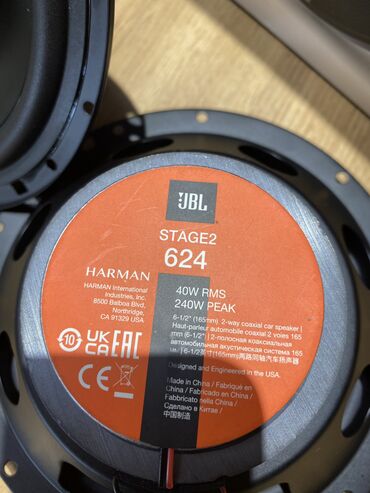 JBL
STAGE2
624
HARMAN
HARMAN International
Industries, Inc.
8500 Balboa Blvd.
Northridge,
CA 91329 USA
40W RMS
240W PEAK
6-1/2" (165mm) 2-way coaxial car speaker |
Haut-parleur automobile coaxial 2 voies 165
mm (6-1/2") | 2-полосная коаксиальная
автомобильная акустическая система 165
мм | 6-1/2英寸(165mm)两路同轴汽车扬声器
Designed and Engineered in the USA.
10
UK
CA
EAC
CE
Made in China / Fabriqué en
China / Fabricado en China /
Fabbricato nella China /
Сделано в Китае /
中国制造